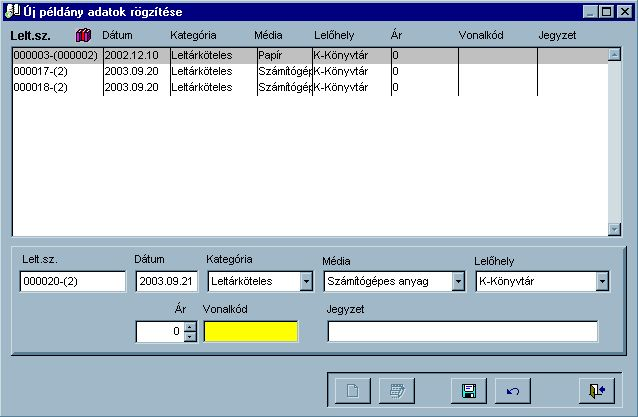 Új példány adatok rögzítése
Lelt.sz. Dátum Kategória Média Lelőhely Ár Vonalkód Jegyzet
000003-(000002) 2002.12.10 Leltárköteles Papír K-Könyvtár 0
000017-(2) 2003.09.20 Leltárköteles Számítógép K-Könyvtár 0
000018-(2) 2003.09.20 Leltárköteles Számítógép K-Könyvtár 0
Lelt.sz. Dátum Kategória Média Lelőhely
000020-(2) 2003.09.21 Leltárköteles Számítógépes anyag K-Könyvtár
Ár Vonalkód Jegyzet
0